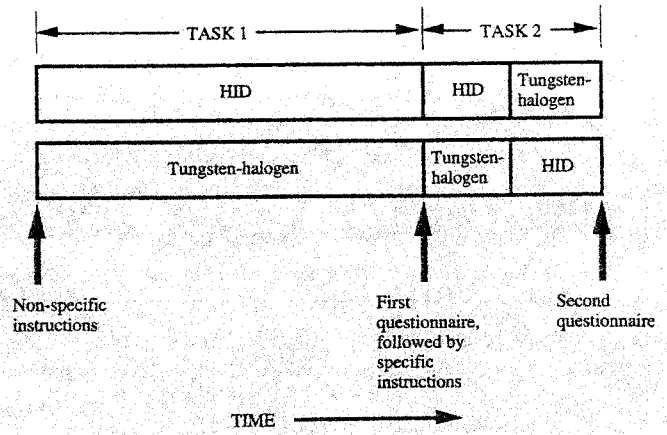 TASK 1
TASK 2
HID
HID
Tungsten-
halogen
Tungsten-halogen
Tungsten-
halogen
HID
Non-specific
instructions
First
questionnaire,
followed by
specific
instructions
Second
questionnaire
TIME